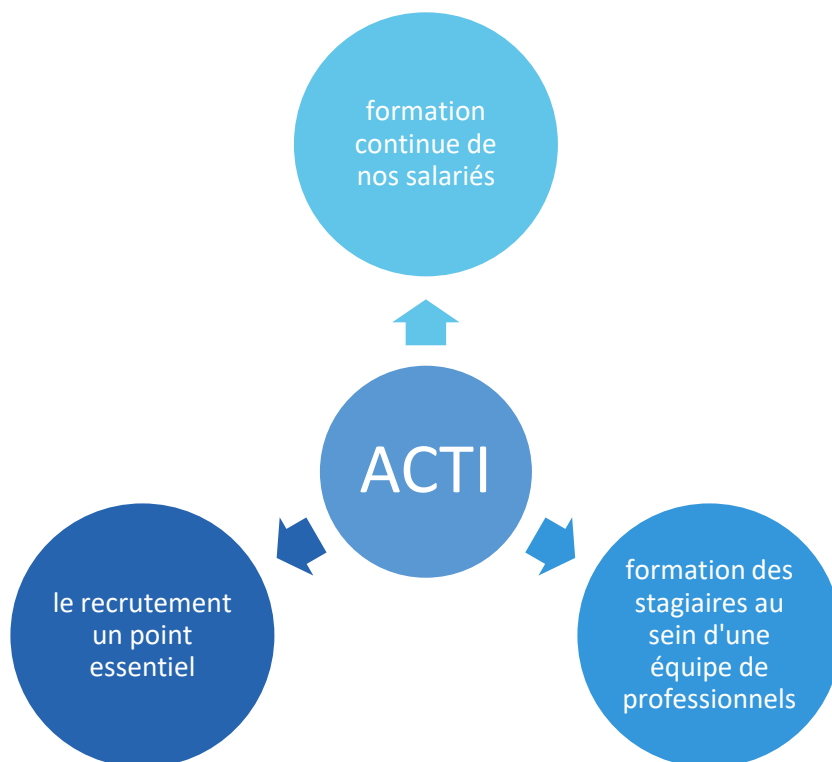 formation
continue de
nos salariés
ACTI
le recrutement
un point
essentiel
formation des
stagiaires au
sein d'une
équipe de
professionnels